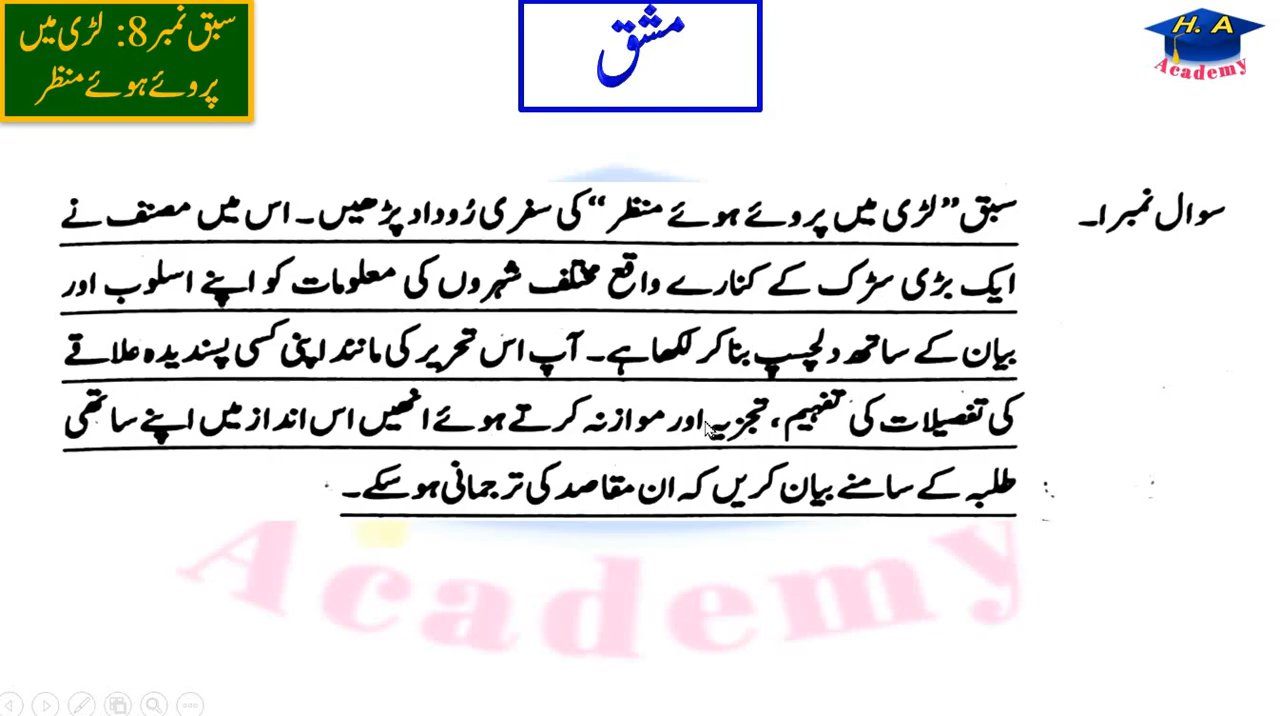 سبق نمبر 8: لڑی میں
پروئے ہوئے منظر
مشق
H. A
Academy
سوال نمبر ۱۔ سبق ”لڑی میں پروئے ہوئے منظر“ کی سفری رُوداد پڑھیں۔ اس میں مصنف نے
ایک بڑی سڑک کے کنارے واقع مختلف شہروں کی معلومات کو اپنے اسلوب اور
بیان کے ساتھ دلچسپ بنا کر لکھا ہے۔ آپ اس تحریر کی مانند اپنی کسی پسندیدہ علاقے
کی تفصیلات کی تفہیم، تجزیہ اور موازنہ کرتے ہوئے انھیں اس انداز میں اپنے ساتھی
طلبہ کے سامنے بیان کریں کہ ان مقاصد کی ترجمانی ہو سکے۔
Academy